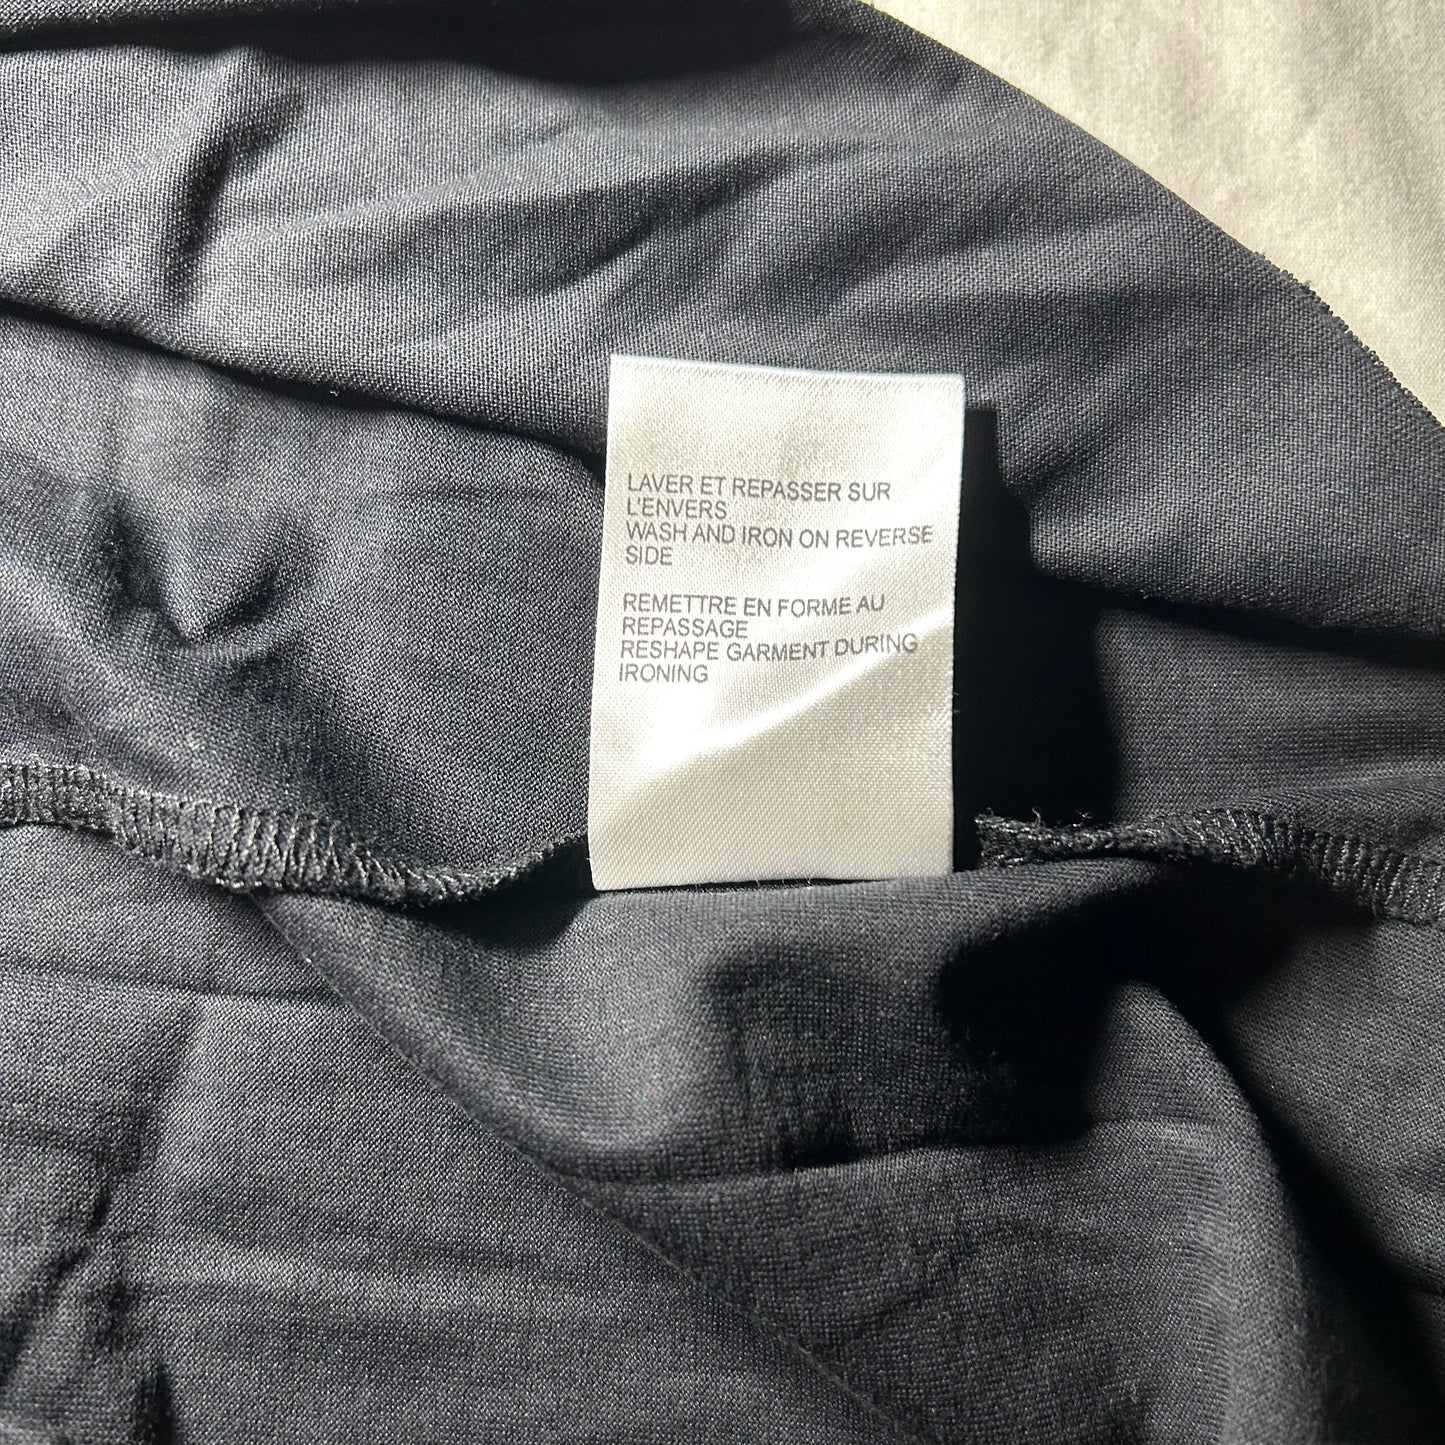 LAVER ET REPASSER SUR
L'ENVERS
WASH AND IRON ON REVERSE
SIDE
REMETTRE EN FORME AU
REPASSAGE
RESHAPE GARMENT DURING
IRONING